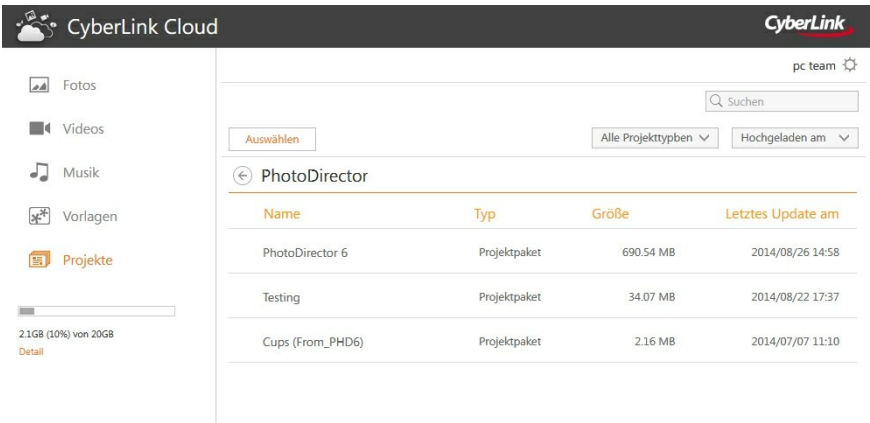 CyberLink Cloud
CyberLink
pc team
Fotos
Videos
Musik
Vorlagen
Projekte
2.1GB (10%) von 20GB
Detail
Suchen
Auswählen
Alle Projekttypben
Hochgeladen am
PhotoDirector
Name Typ Größe Letztes Update am
PhotoDirector 6 Projektpaket 690.54 MB 2014/08/26 14:58
Testing Projektpaket 34.07 MB 2014/08/22 17:37
Cups (From_PHD6) Projektpaket 2.16 MB 2014/07/07 11:10